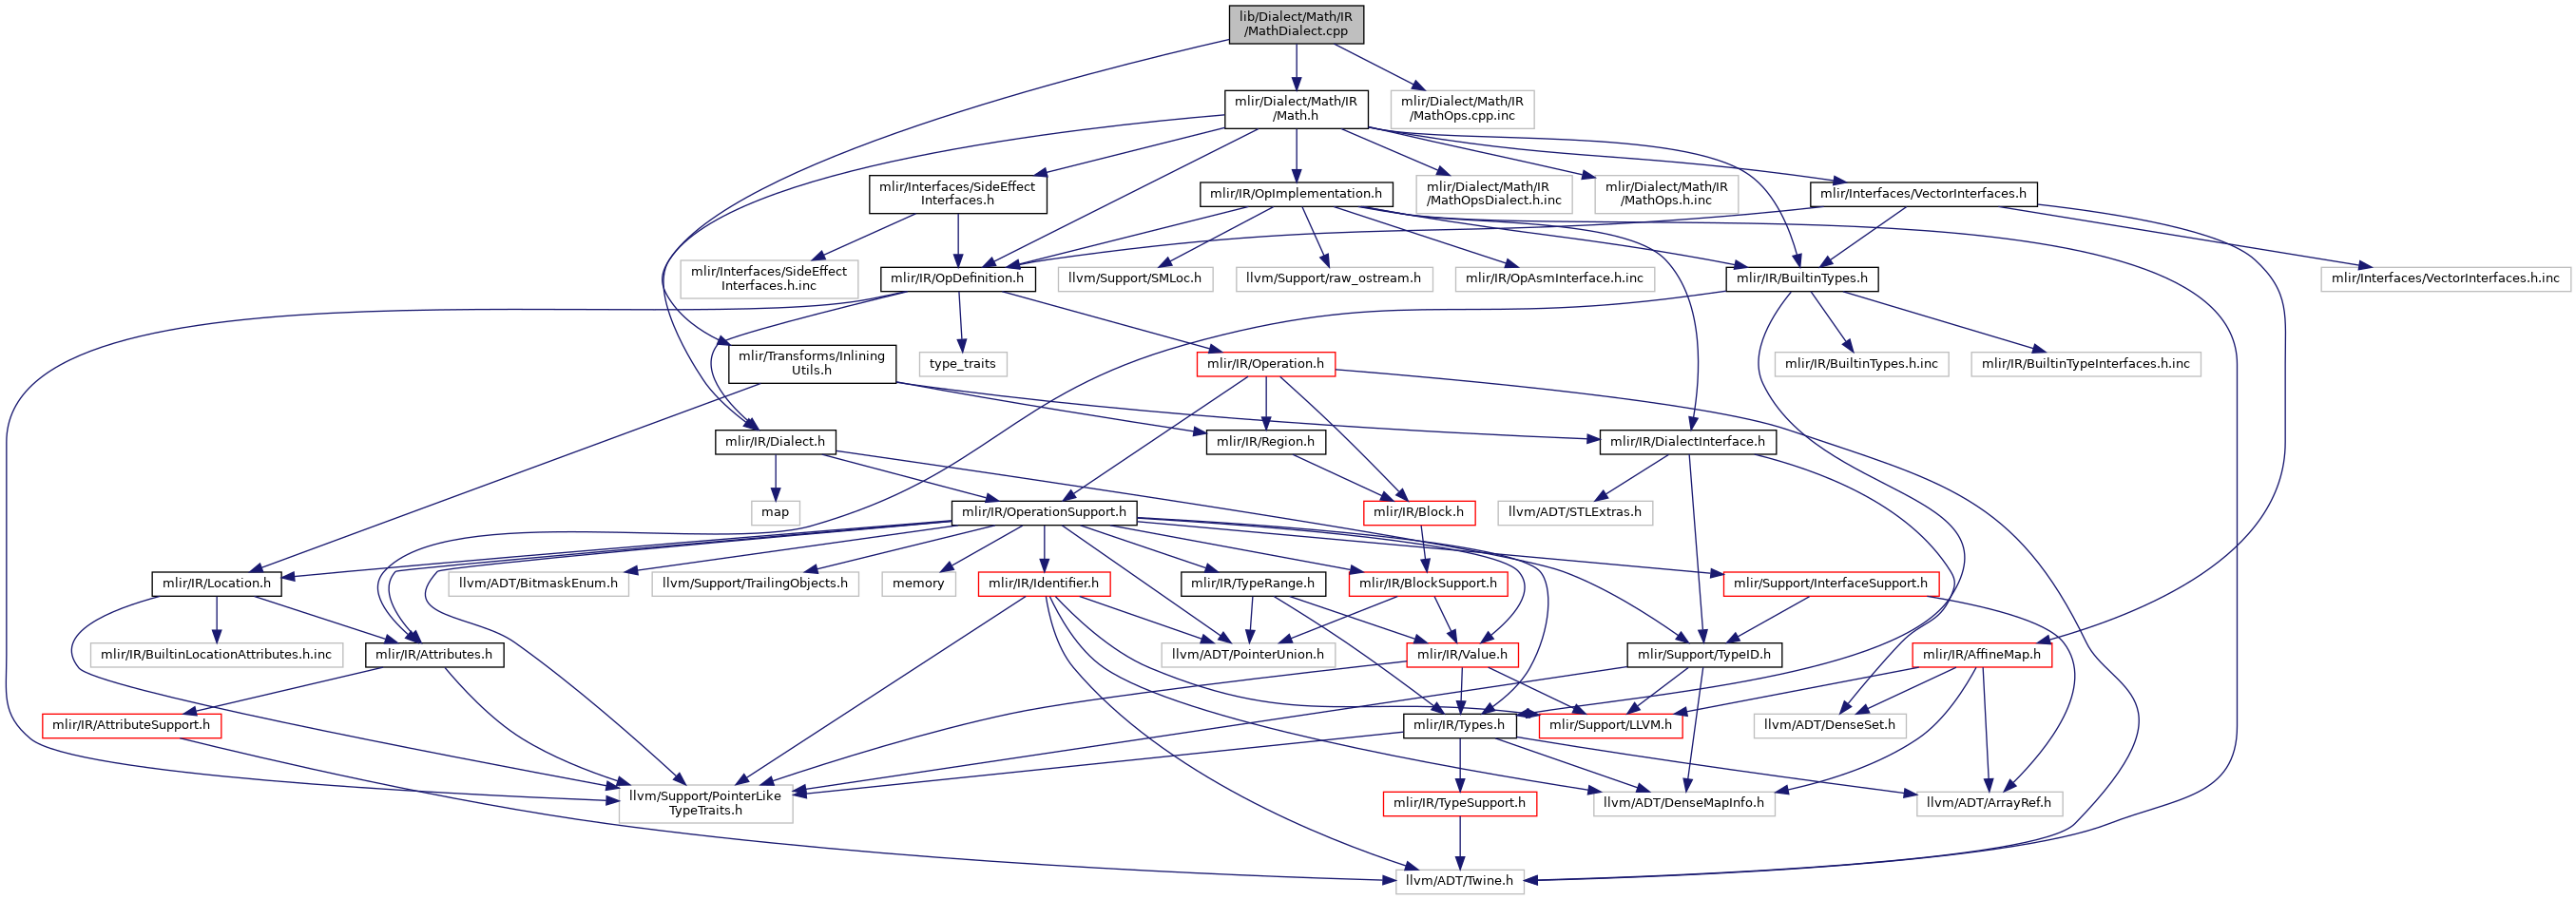 lib/Dialect/Math/IR
/MathDialect.cpp
mlir/Dialect/Math/IR
/Math.h
mlir/Dialect/Math/IR
/MathOps.cpp.inc
mlir/Interfaces/SideEffect
Interfaces.h
mlir/IR/OpImplementation.h
mlir/Dialect/Math/IR
/MathOpsDialect.h.inc
mlir/Dialect/Math/IR
/MathOps.h.inc
mlir/Interfaces/VectorInterfaces.h
mlir/Interfaces/SideEffect
Interfaces.h.inc
mlir/IR/OpDefinition.h
llvm/Support/SMLoc.h
llvm/Support/raw_ostream.h
mlir/IR/OpAsmInterface.h.inc
mlir/IR/BuiltinTypes.h
mlir/Interfaces/VectorInterfaces.h.inc
mlir/Transforms/Inlining
Utils.h
type_traits
mlir/IR/Operation.h
mlir/IR/BuiltinTypes.h.inc
mlir/IR/BuiltinTypeInterfaces.h.inc
mlir/IR/Dialect.h
mlir/IR/Region.h
mlir/IR/DialectInterface.h
map
mlir/IR/OperationSupport.h
mlir/IR/Block.h
llvm/ADT/STLExtras.h
mlir/IR/Location.h
llvm/ADT/BitmaskEnum.h
llvm/Support/TrailingObjects.h
memory
mlir/IR/Identifier.h
mlir/IR/TypeRange.h
mlir/IR/BlockSupport.h
mlir/Support/InterfaceSupport.h
mlir/IR/BuiltinLocationAttributes.h.inc
mlir/IR/Attributes.h
llvm/ADT/PointerUnion.h
mlir/IR/Value.h
mlir/Support/TypeID.h
mlir/IR/AffineMap.h
mlir/IR/AttributeSupport.h
mlir/IR/Types.h
mlir/Support/LLVM.h
llvm/ADT/DenseSet.h
llvm/Support/PointerLike
TypeTraits.h
mlir/IR/TypeSupport.h
llvm/ADT/DenseMapInfo.h
llvm/ADT/ArrayRef.h
llvm/ADT/Twine.h